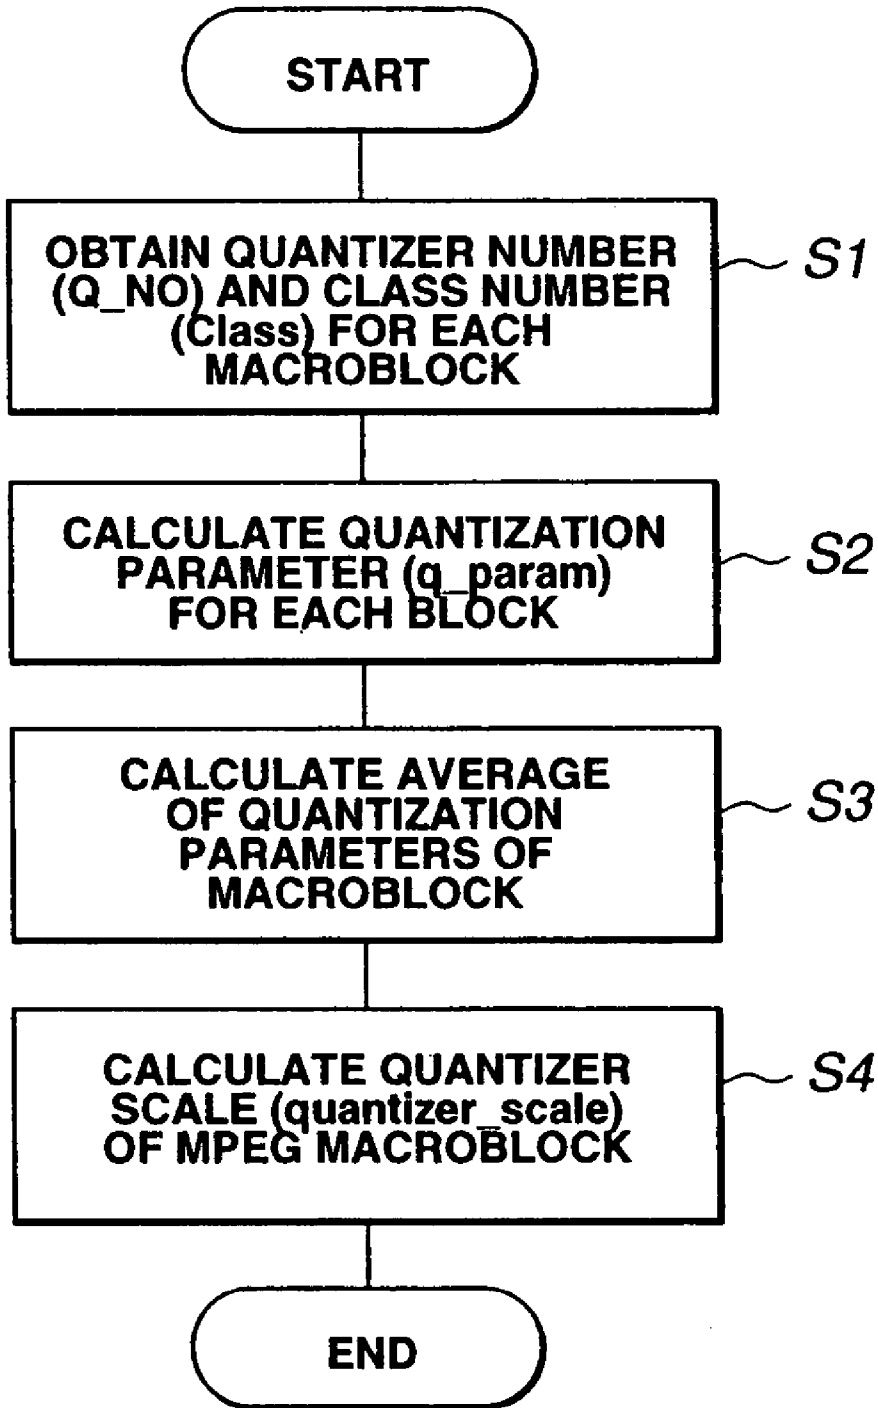 START
OBTAIN QUANTIZER NUMBER
(Q_NO) AND CLASS NUMBER
(Class) FOR EACH
MACROBLOCK
S1
CALCULATE QUANTIZATION
PARAMETER (q_param)
FOR EACH BLOCK
S2
CALCULATE AVERAGE
OF QUANTIZATION
PARAMETERS OF
MACROBLOCK
S3
CALCULATE QUANTIZER
SCALE (quantizer_scale)
OF MPEG MACROBLOCK
S4
END